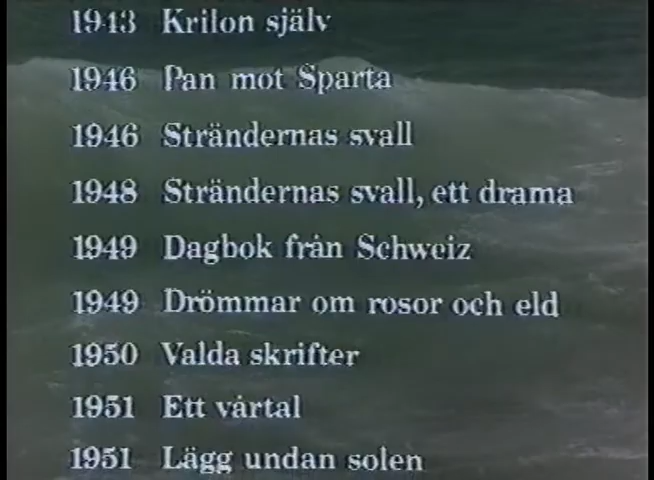 1943 Krilon själv
1946 Pan mot Sparta
1946 Strändernas svall
1948 Strändernas svall, ett drama
1949 Dagbok från Schweiz
1949 Drömmar om rosor och eld
1950 Valda skrifter
1951 Ett vårtal
1951 Lägg undan solen